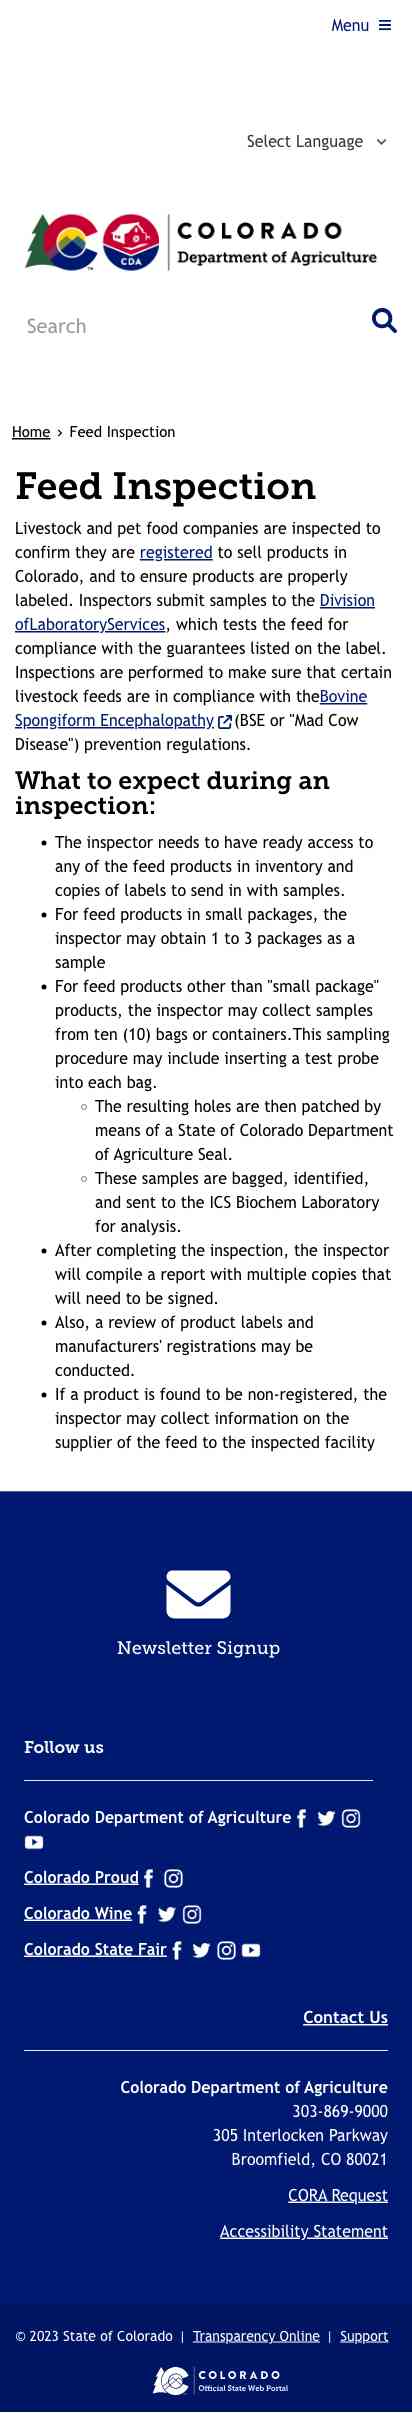 Menu
Select Language
CDA
COLORADO
Department of Agriculture
TM
Search
Home › Feed Inspection
Feed Inspection
Livestock and pet food companies are inspected to
confirm they are registered to sell products in
Colorado, and to ensure products are properly
labeled. Inspectors submit samples to the Division
ofLaboratoryServices, which tests the feed for
compliance with the guarantees listed on the label.
Inspections are performed to make sure that certain
livestock feeds are in compliance with theBovine
Spongiform Encephalopathy (BSE or "Mad Cow
Disease") prevention regulations.
What to expect during an
inspection:
• The inspector needs to have ready access to
any of the feed products in inventory and
copies of labels to send in with samples.
• For feed products in small packages, the
inspector may obtain 1 to 3 packages as a
sample
• For feed products other than "small package"
products, the inspector may collect samples
from ten (10) bags or containers.This sampling
procedure may include inserting a test probe
into each bag.
◦ The resulting holes are then patched by
means of a State of Colorado Department
of Agriculture Seal.
◦ These samples are bagged, identified,
and sent to the ICS Biochem Laboratory
for analysis.
• After completing the inspection, the inspector
will compile a report with multiple copies that
will need to be signed.
• Also, a review of product labels and
manufacturers' registrations may be
conducted.
• If a product is found to be non-registered, the
inspector may collect information on the
supplier of the feed to the inspected facility
Newsletter Signup
Follow us
Colorado Department of Agriculture
Colorado Proud
Colorado Wine
Colorado State Fair
Contact Us
Colorado Department of Agriculture
303-869-9000
305 Interlocken Parkway
Broomfield, CO 80021
CORA Request
Accessibility Statement
© 2023 State of Colorado | Transparency Online | Support
COLORADO
Official State Web Portal